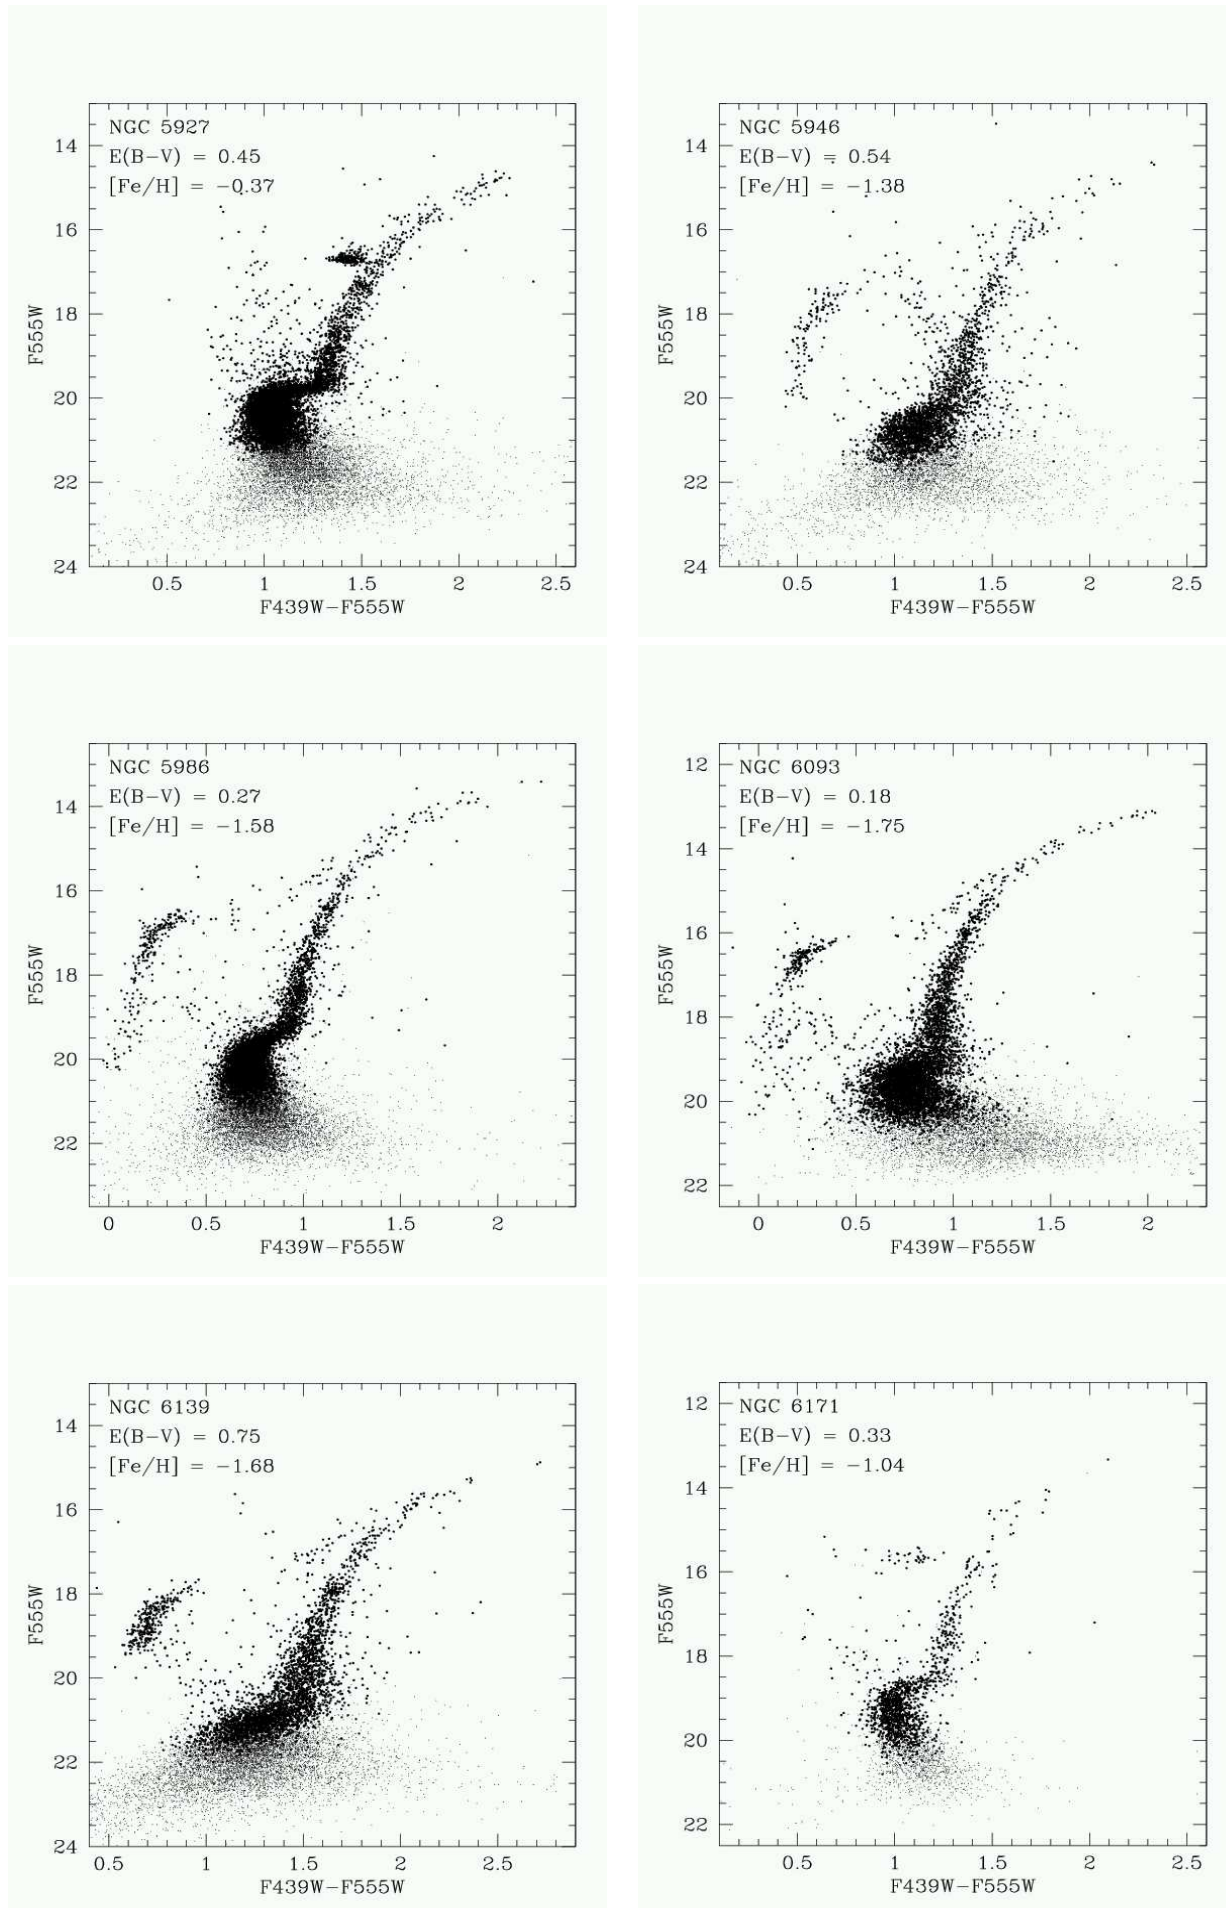 NGC 5927
E(B−V) = 0.45
[Fe/H] = −0.37
14
16
18
20
22
24
F555W
0.5 1 1.5 2 2.5
F439W−F555W
NGC 5946
E(B−V) = 0.54
[Fe/H] = −1.38
14
16
18
20
22
24
F555W
0.5 1 1.5 2 2.5
F439W−F555W
NGC 5986
E(B−V) = 0.27
[Fe/H] = −1.58
14
16
18
20
22
F555W
0 0.5 1 1.5 2
F439W−F555W
NGC 6093
E(B−V) = 0.18
[Fe/H] = −1.75
12
14
16
18
20
22
F555W
0 0.5 1 1.5 2
F439W−F555W
NGC 6139
E(B−V) = 0.75
[Fe/H] = −1.68
14
16
18
20
22
24
F555W
0.5 1 1.5 2 2.5
F439W−F555W
NGC 6171
E(B−V) = 0.33
[Fe/H] = −1.04
12
14
16
18
20
22
F555W
0.5 1 1.5 2 2.5
F439W−F555W